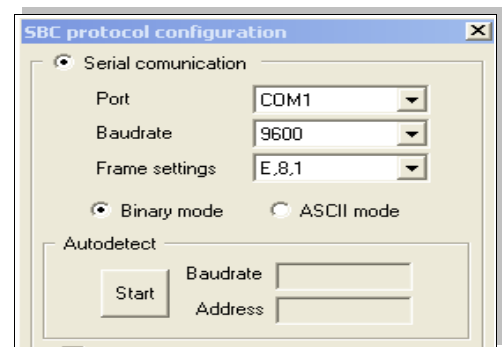 SBC protocol configuration
Serial comunication
Port COM1
Baudrate 9600
Frame settings E,8,1
Binary mode ASCII mode
Autodetect
Baudrate
Start
Address